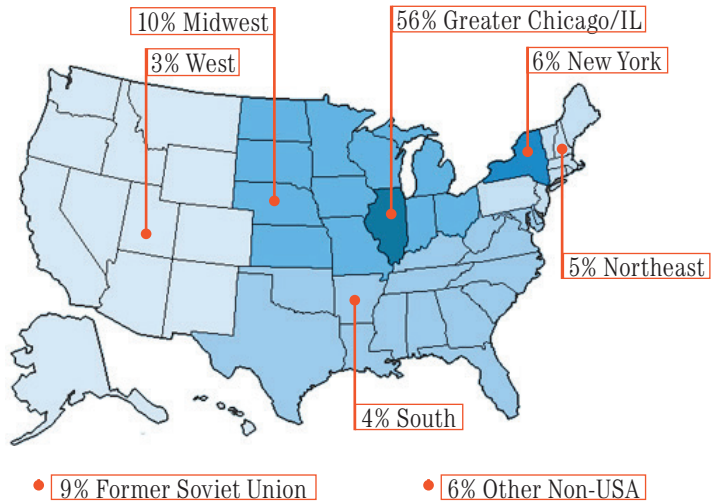 10% Midwest
56% Greater Chicago/IL
3% West
6% New York
5% Northeast
4% South
9% Former Soviet Union
6% Other Non-USA